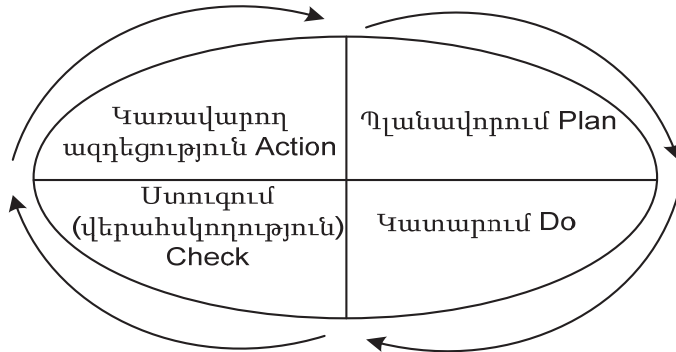 Կառավարող
ազդեցություն Action
Պլանավորում Plan
Ստուգում
(վերահսկողություն)
Check
Կատարում Do